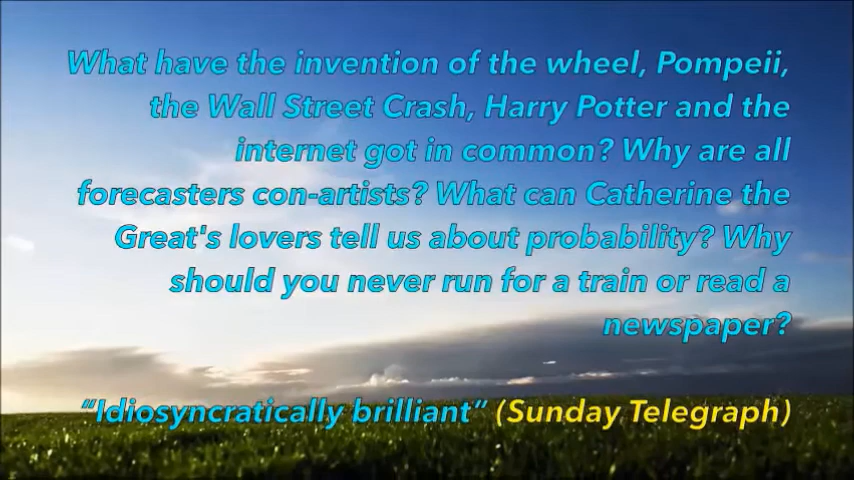 What have the invention of the wheel, Pompeii,
the Wall Street Crash, Harry Potter and the
internet got in common? Why are all
forecasters con-artists? What can Catherine the
Great's lovers tell us about probability? Why
should you never run for a train or read a
newspaper?
“Idiosyncratically brilliant” (Sunday Telegraph)